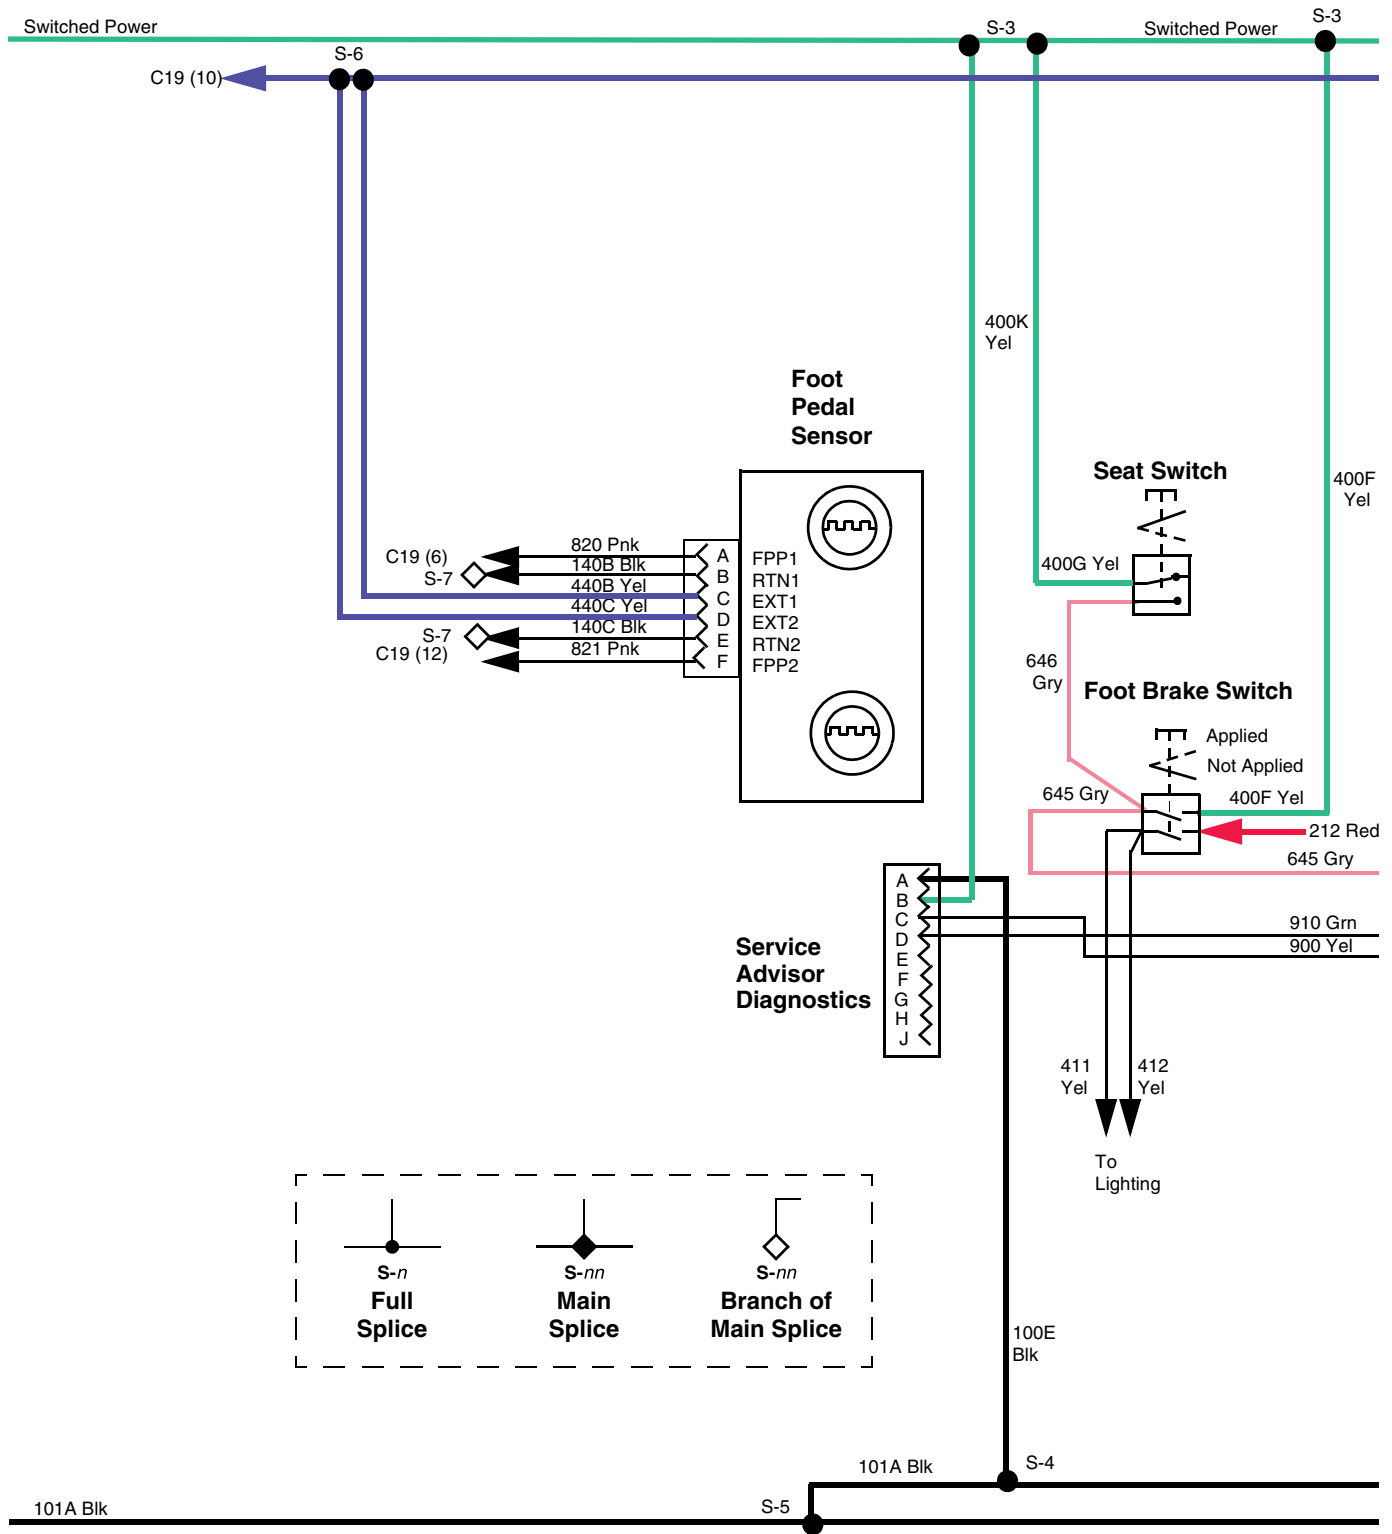 Switched Power
S-3
Switched Power
S-3
S-6
C19 (10)
400K
Yel
Foot
Pedal
Sensor
Seat Switch
400F
Yel
C19 (6)
S-7
820 Pnk
140B Blk
440B Yel
440C Yel
140C Blk
821 Pnk
S-7
C19 (12)
A
B
C
D
E
F
FPP1
RTN1
EXT1
EXT2
RTN2
FPP2
400G Yel
646
Gry
Foot Brake Switch
Applied
Not Applied
645 Gry
400F Yel
212 Red
645 Gry
A
B
C
D
E
F
G
H
J
Service
Advisor
Diagnostics
910 Grn
900 Yel
411
Yel
412
Yel
To
Lighting
S-n
Full
Splice
S-nn
Main
Splice
S-nn
Branch of
Main Splice
100E
Blk
101A Blk
S-4
101A Blk
S-5